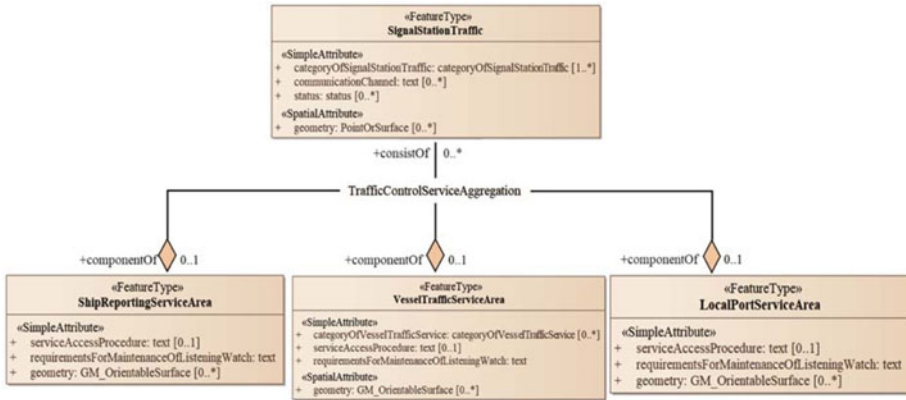 «FeatureType»
SignalStationTraffic
«SimpleAttribute»
+ categoryOfSignalStationTraffic: categoryOfSignalStationTraffic [1..*]
+ communicationChannel: text [0..*]
+ status: status [0..*]
«SpatialAttribute»
+ geometry: PointOrSurface [0..*]
+consistOf 0..*
TrafficControlServiceAggregation
+componentOf 0..1
+componentOf 0..1
+componentOf 0..1
«FeatureType»
ShipReportingServiceArea
«SimpleAttribute»
+ serviceAccessProcedure: text [0..1]
+ requirementsForMaintenanceOfListeningWatch: text
+ geometry: GM_OrientableSurface [0..*]
«FeatureType»
VesselTrafficServiceArea
«SimpleAttribute»
+ categoryOfVesselTrafficService: categoryOfVesselTrafficService [0..*]
+ serviceAccessProcedure: text [0..1]
+ requirementsForMaintenanceOfListeningWatch: text
«SpatialAttribute»
+ geometry: GM_OrientableSurface [0..*]
«FeatureType»
LocalPortServiceArea
«SimpleAttribute»
+ serviceAccessProcedure: text [0..1]
+ requirementsForMaintenanceOfListeningWatch: text
+ geometry: GM_OrientableSurface [0..*]